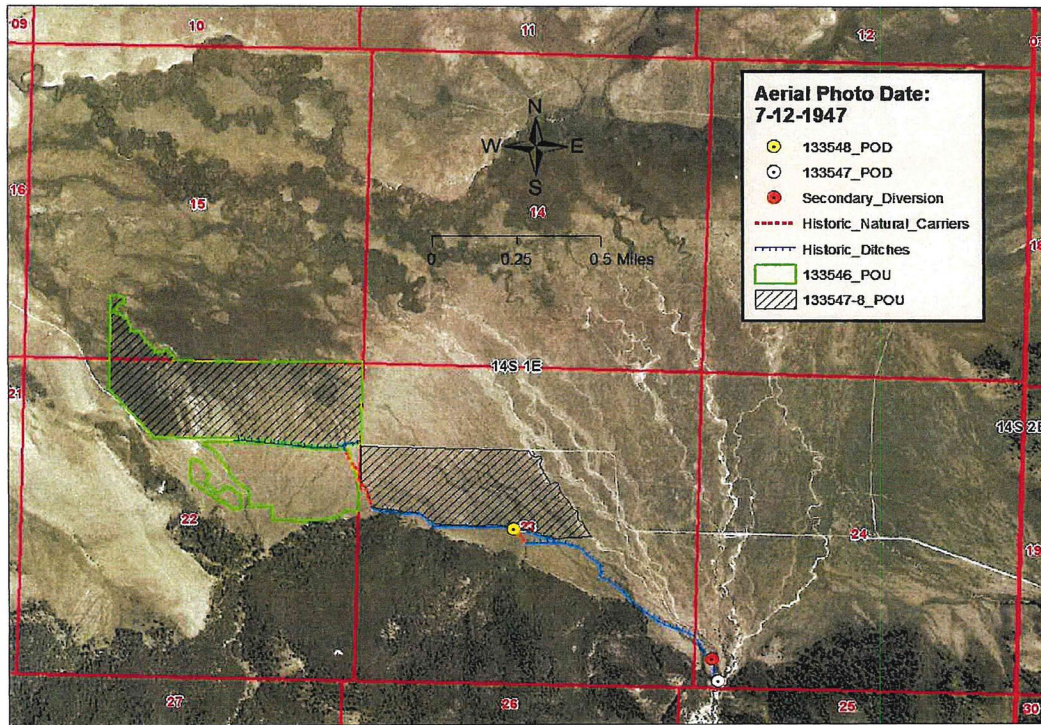 09
10
11
12
07
Aerial Photo Date:
7-12-1947
133548_POD
133547_POD
Secondary_Diversion
Historic_Natural_Carriers
Historic_Ditches
133546_POU
133547-8_POU
N
W E
S
16
15
14
18
0 0.25 0.5 Miles
14S 1E
21
14S 2E
22
23
24
19
27
26
25
30